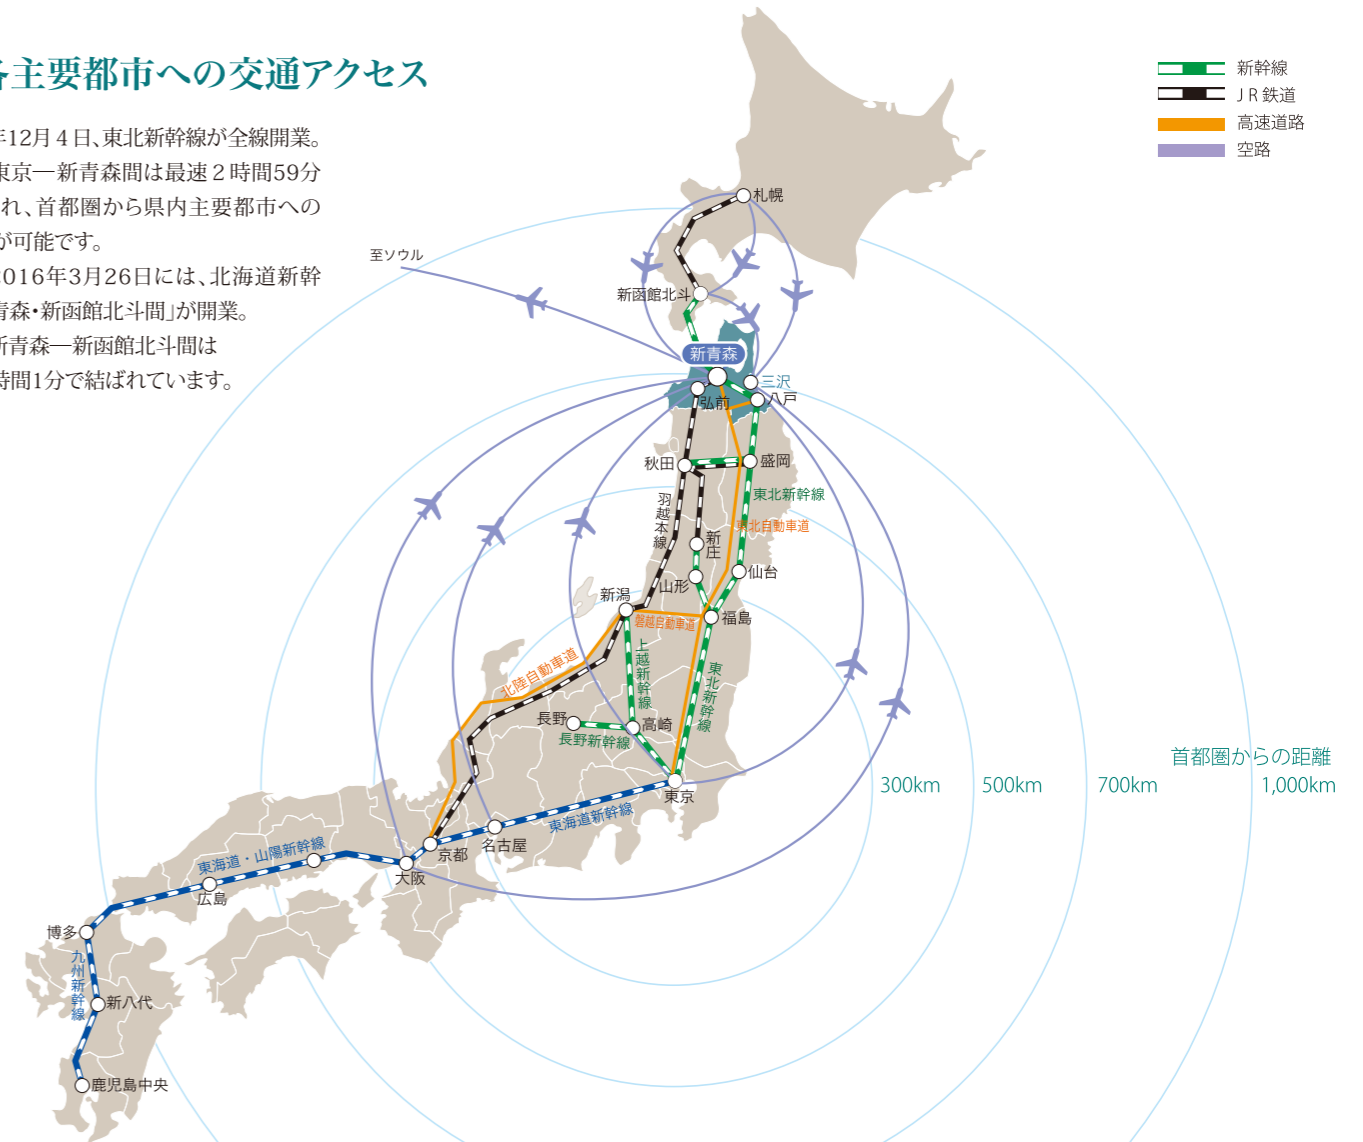 各主要都市への交通アクセス
年12月4日、東北新幹線が全線開業。
東京―新青森間は最速2時間59分
れ、首都圏から県内主要都市への
が可能です。
2016年3月26日には、北海道新幹
青森・新函館北斗間」が開業。
新青森―新函館北斗間は
時間1分で結ばれています。
新幹線
JR鉄道
高速道路
空路
至ソウル
札幌
新函館北斗
新青森
三沢
弘前
八戸
秋田
盛岡
東北新幹線
羽越本線
東北自動車道
新庄
山形
仙台
新潟
磐越自動車道
福島
上越新幹線
北陸自動車道
東北新幹線
長野
高崎
長野新幹線
首都圏からの距離
300km
500km
700km
1,000km
東京
東海道新幹線
名古屋
京都
東海道・山陽新幹線
大阪
広島
博多
九州新幹線
新八代
鹿児島中央